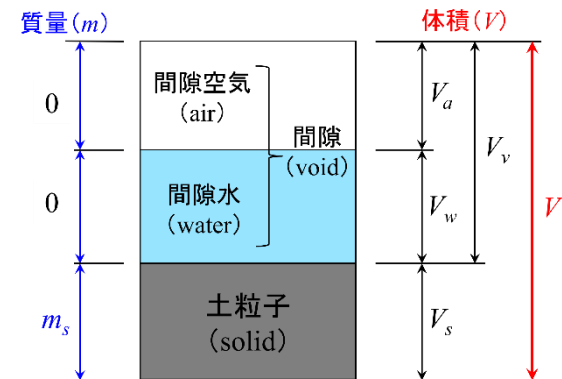 質量(m)
体積(V)
0
間隙空気
(air)
間隙
(void)
V_a
V_v
0
間隙水
(water)
V_w
V
m_s
土粒子
(solid)
V_s